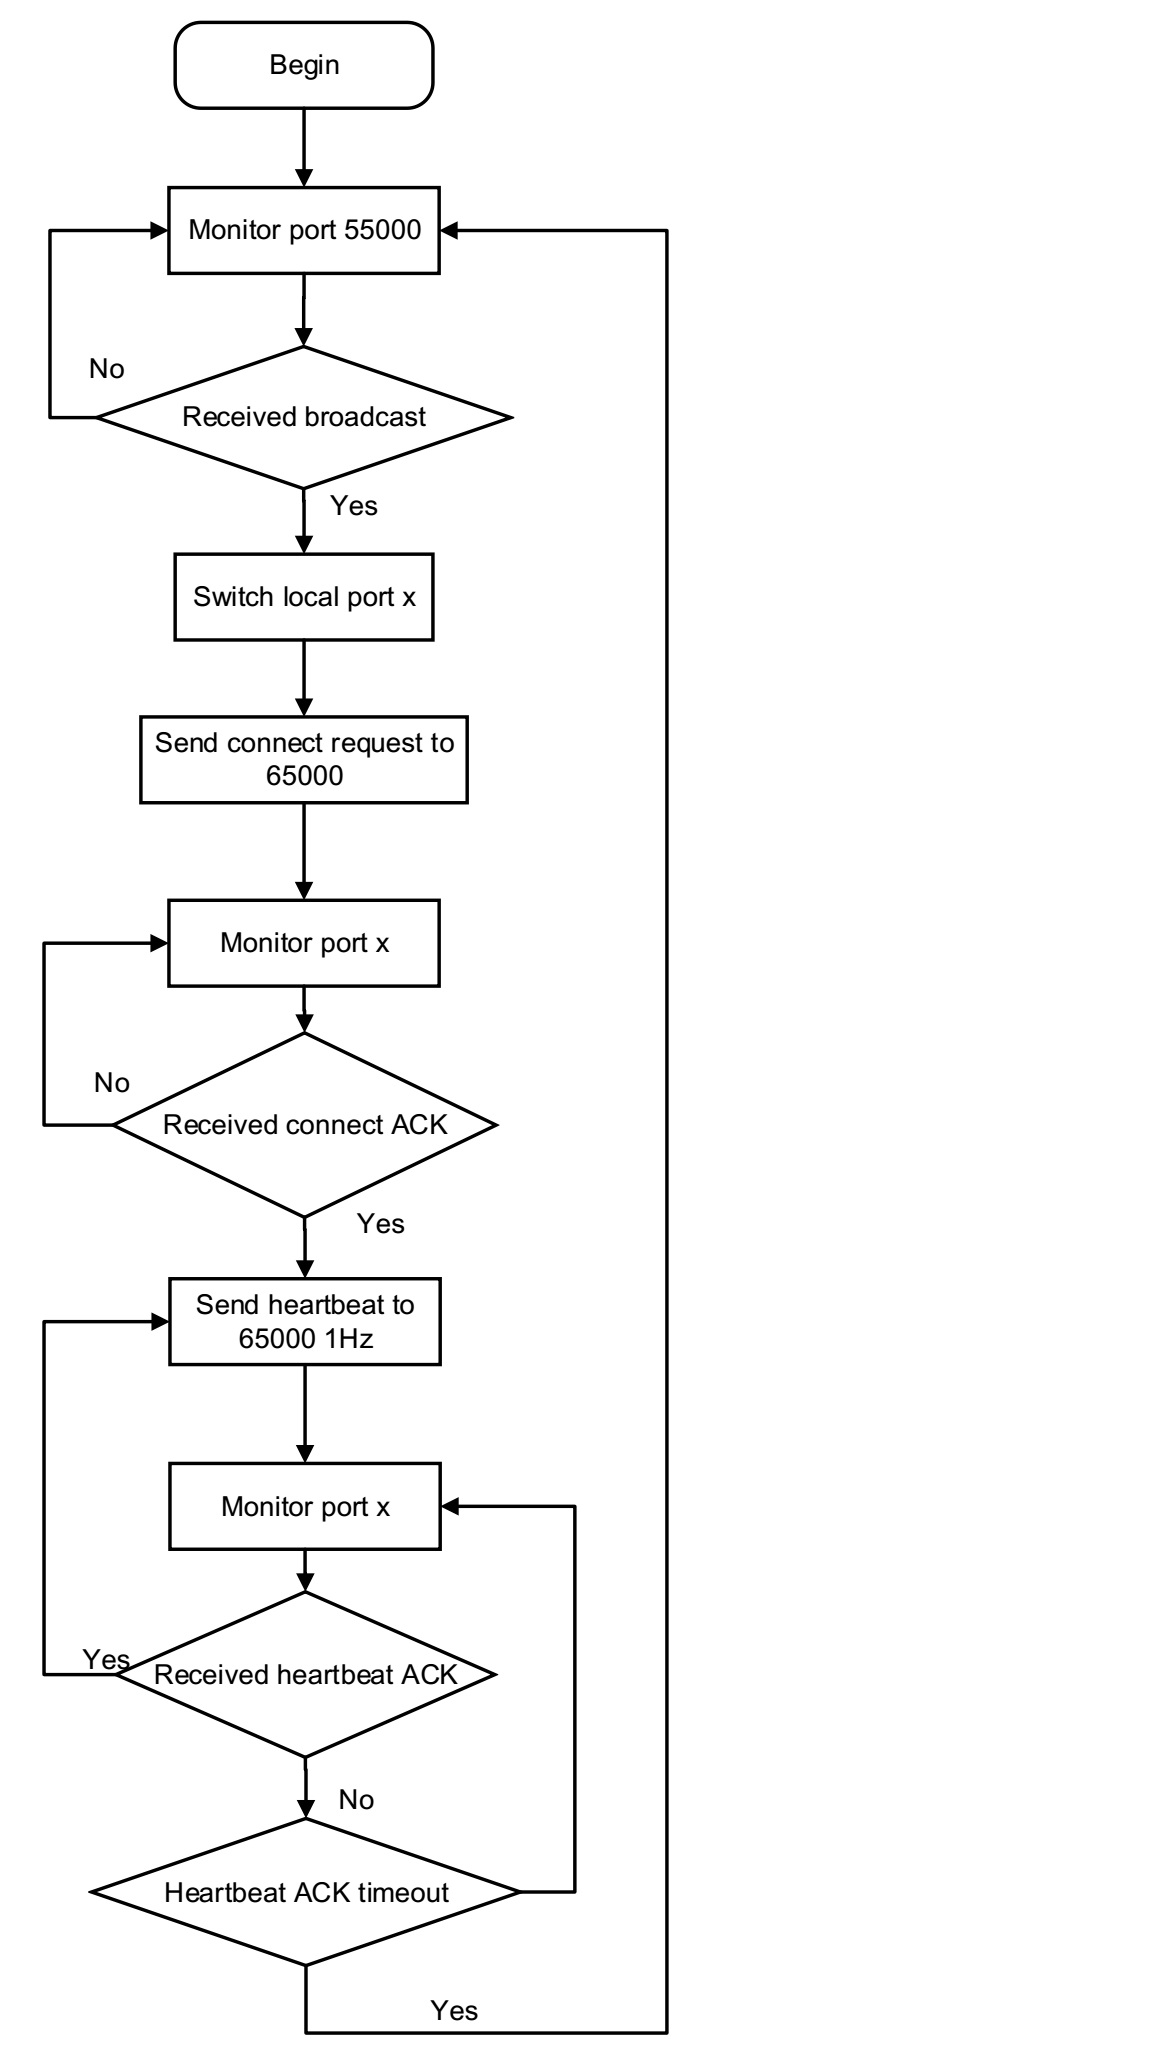 Begin
Monitor port 55000
No
Received broadcast
Yes
Switch local port x
Send connect request to
65000
Monitor port x
No
Received connect ACK
Yes
Send heartbeat to
65000 1Hz
Monitor port x
Yes
Received heartbeat ACK
No
Heartbeat ACK timeout
Yes